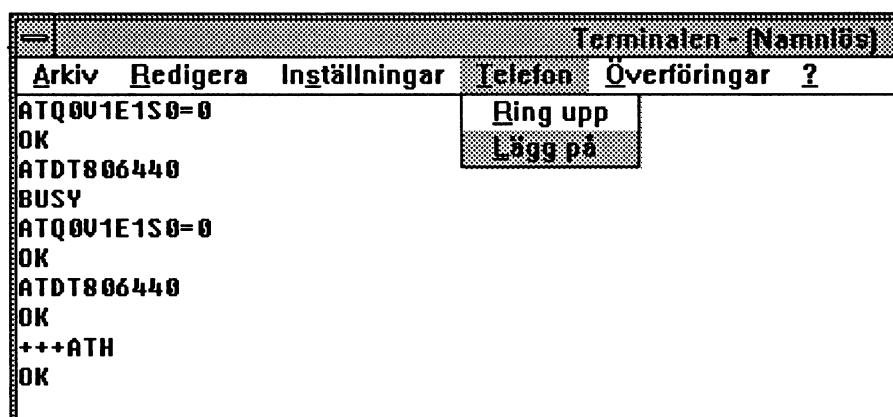 Terminalen - (Namnlös)
Arkiv Redigera Inställningar Telefon Överföringar ?
Ring upp
Lägg på
ATQ0V1E1S0=0
OK
ATDT806440
BUSY
ATQ0V1E1S0=0
OK
ATDT806440
OK
+++ATH
OK